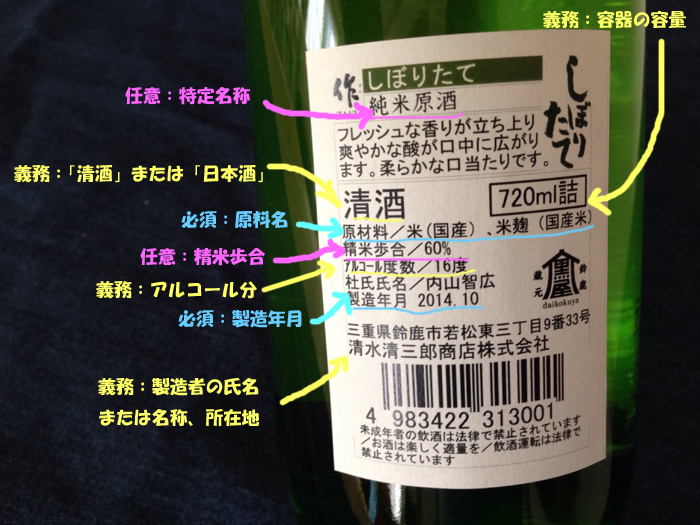 義務：容器の容量
任意：特定名称
義務：「清酒」または「日本酒」
必須：原料名
任意：精米歩合
義務：アルコール分
必須：製造年月
義務：製造者の氏名
または名称、所在地
作
しぼりたて
純米原酒
しぼりたて
フレッシュな香りが立ち上り
爽やかな酸が口中に広がり
ます。柔らかな口当たりです。
清酒
720ml詰
原材料／米(国産）、米麹（国産米）
精米歩合／60%
アルコール度数／16度
杜氏氏名／内山智広
製造年月 2014.10
蔵元
鈴鹿
daikokuya
三重県鈴鹿市若松東三丁目9番33号
清水清三郎商店株式会社
4 983422 313001
未成年者の飲酒は法律で禁止されています
／お酒は楽しく適量を／飲酒運転は法律で
禁止されています